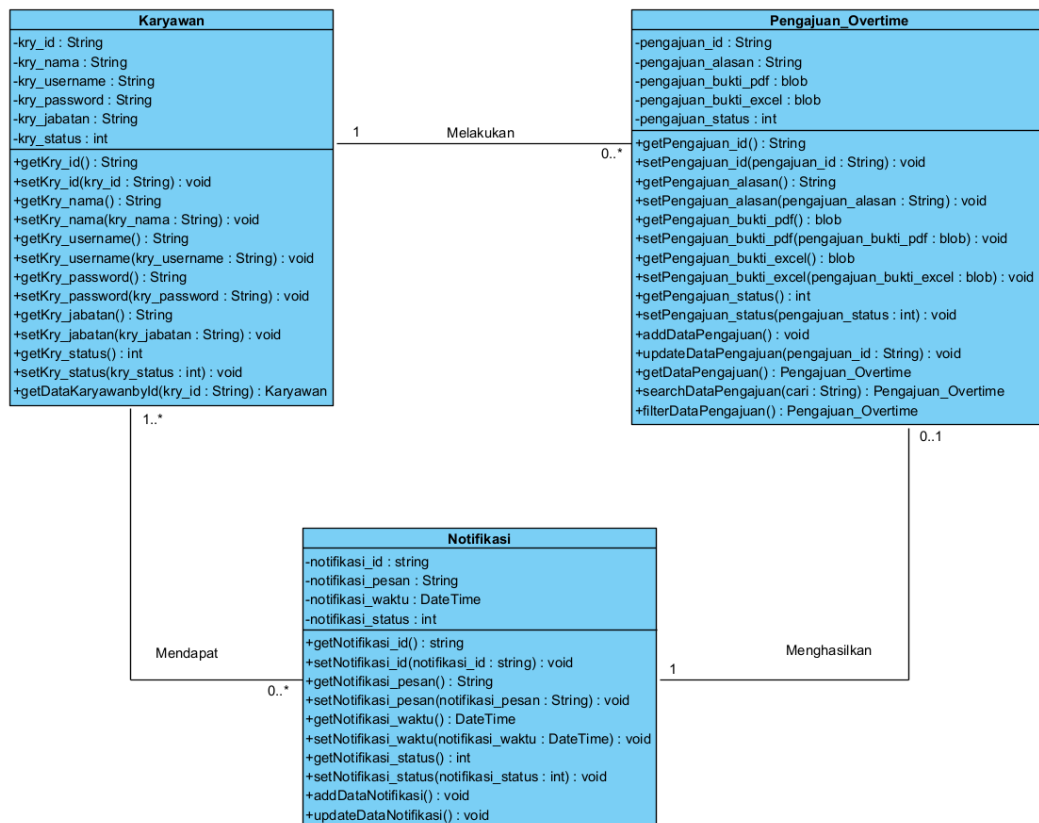 Karyawan
-kry_id : String
-kry_nama : String
-kry_username : String
-kry_password : String
-kry_jabatan : String
-kry_status : int
+getKry_id() : String
+setKry_id(kry_id : String) : void
+getKry_nama() : String
+setKry_nama(kry_nama : String) : void
+getKry_username() : String
+setKry_username(kry_username : String) : void
+getKry_password() : String
+setKry_password(kry_password : String) : void
+getKry_jabatan() : String
+setKry_jabatan(kry_jabatan : String) : void
+getKry_status() : int
+setKry_status(kry_status : int) : void
+getDataKaryawanbyId(kry_id : String) : Karyawan
1
Melakukan
0..*
Pengajuan_Overtime
-pengajuan_id : String
-pengajuan_alasan : String
-pengajuan_bukti_pdf : blob
-pengajuan_bukti_excel : blob
-pengajuan_status : int
+getPengajuan_id() : String
+setPengajuan_id(pengajuan_id : String) : void
+getPengajuan_alasan() : String
+setPengajuan_alasan(pengajuan_alasan : String) : void
+getPengajuan_bukti_pdf() : blob
+setPengajuan_bukti_pdf(pengajuan_bukti_pdf : blob) : void
+getPengajuan_bukti_excel() : blob
+setPengajuan_bukti_excel(pengajuan_bukti_excel : blob) : void
+getPengajuan_status() : int
+setPengajuan_status(pengajuan_status : int) : void
+addDataPengajuan() : void
+updateDataPengajuan(pengajuan_id : String) : void
+getDataPengajuan() : Pengajuan_Overtime
+searchDataPengajuan(cari : String) : Pengajuan_Overtime
+filterDataPengajuan() : Pengajuan_Overtime
1..*
0..1
Mendapat
0..*
Notifikasi
-notifikasi_id : string
-notifikasi_pesan : String
-notifikasi_waktu : DateTime
-notifikasi_status : int
+getNotifikasi_id() : string
+setNotifikasi_id(notifikasi_id : string) : void
+getNotifikasi_pesan() : String
+setNotifikasi_pesan(notifikasi_pesan : String) : void
+getNotifikasi_waktu() : DateTime
+setNotifikasi_waktu(notifikasi_waktu : DateTime) : void
+getNotifikasi_status() : int
+setNotifikasi_status(notifikasi_status : int) : void
+addDataNotifikasi() : void
+updateDataNotifikasi() : void
Menghasilkan
1